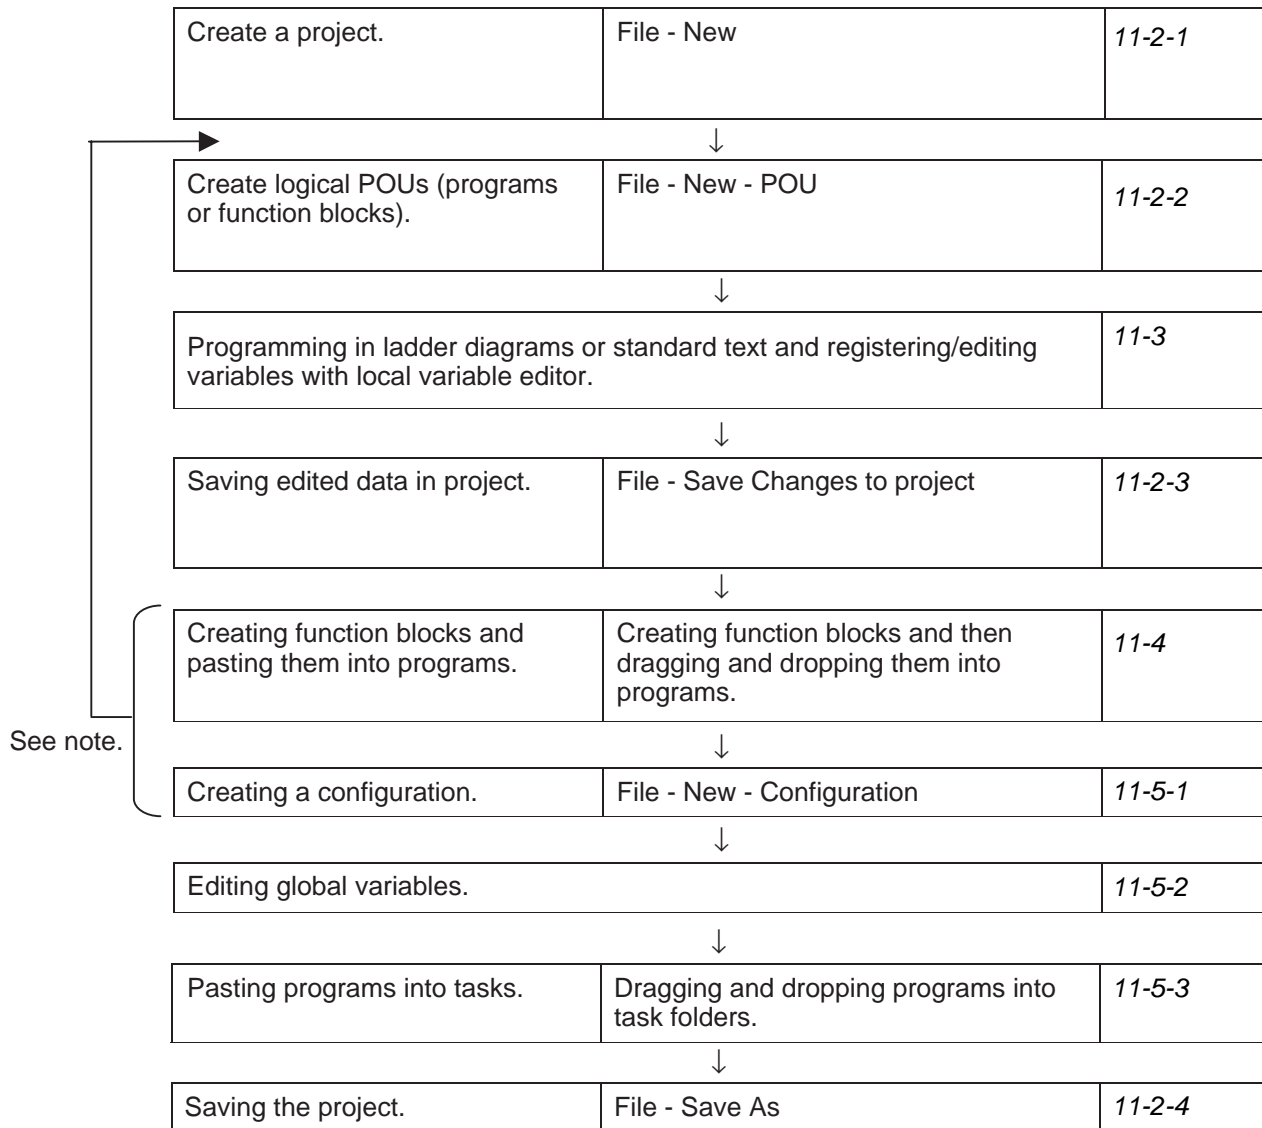 Create a project.
File - New
11-2-1
↓
Create logical POUs (programs
or function blocks).
File - New - POU
11-2-2
↓
Programming in ladder diagrams or standard text and registering/editing
variables with local variable editor.
11-3
↓
Saving edited data in project.
File - Save Changes to project
11-2-3
↓
Creating function blocks and
pasting them into programs.
Creating function blocks and then
dragging and dropping them into
programs.
11-4
See note.
↓
Creating a configuration.
File - New - Configuration
11-5-1
↓
Editing global variables.
11-5-2
↓
Pasting programs into tasks.
Dragging and dropping programs into
task folders.
11-5-3
↓
Saving the project.
File - Save As
11-2-4